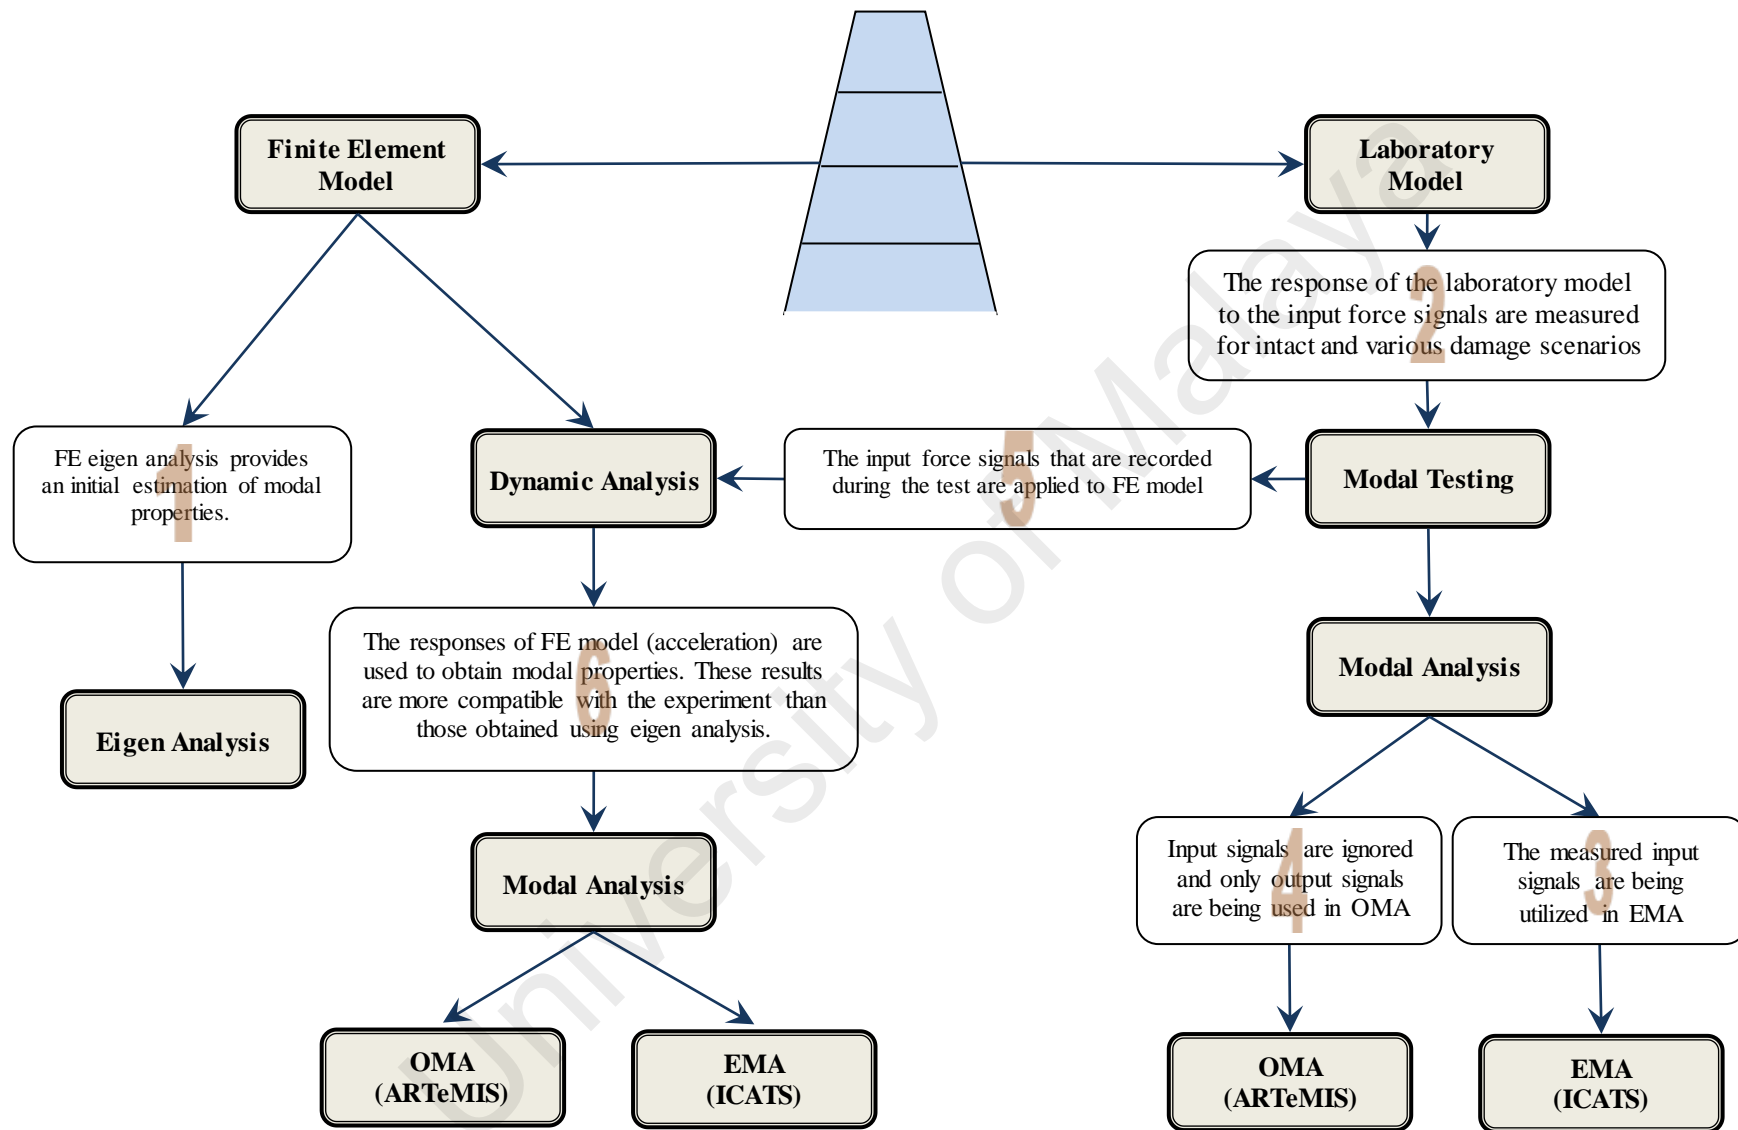 Finite Element
Model
Laboratory
Model
The response of the laboratory model
to the input force signals are measured
for intact and various damage scenarios
2
FE eigen analysis provides
an initial estimation of modal
properties.
1
Dynamic Analysis
The input force signals that are recorded
during the test are applied to FE model
5
Modal Testing
The responses of FE model (acceleration) are
used to obtain modal properties. These results
are more compatible with the experiment than
those obtained using eigen analysis.
6
Modal Analysis
Eigen Analysis
Modal Analysis
Input signals are ignored
and only output signals
are being used in OMA
4
The measured input
signals are being
utilized in EMA
3
OMA
(ARTeMIS)
EMA
(ICATS)
OMA
(ARTeMIS)
EMA
(ICATS)
University of Malaya